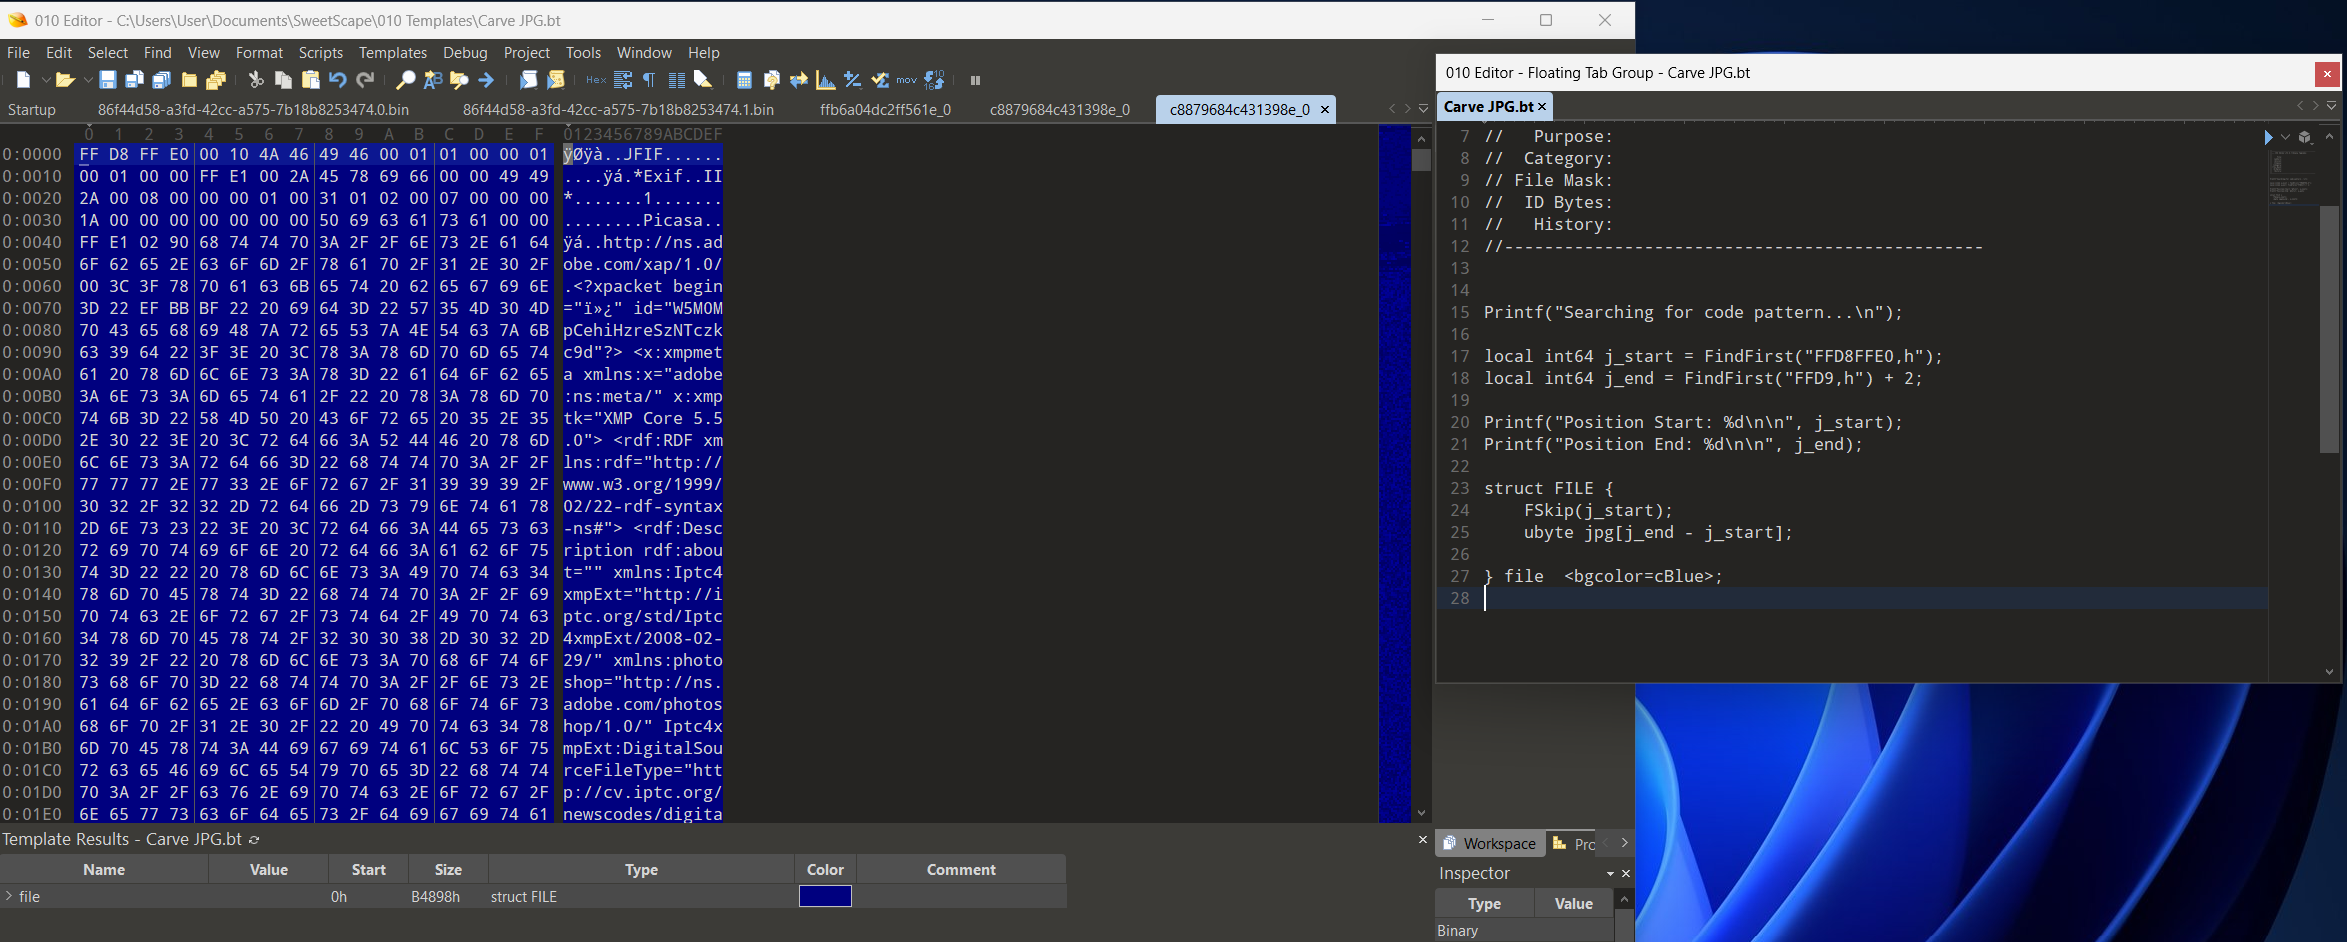 010 Editor - C:\Users\User\Documents\SweetScape\010 Templates\Carve JPG.bt
File Edit Select Find View Format Scripts Templates Debug Project Tools Window Help
Hex mov
Startup 86f44d58-a3fd-42cc-a575-7b18b8253474.0.bin 86f44d58-a3fd-42cc-a575-7b18b8253474.1.bin ffb6a04dc2ff561e_0 c8879684c431398e_0 c8879684c431398e_0
0 1 2 3 4 5 6 7 8 9 A B C D E F 0123456789ABCDEF
0:0000 FF D8 FF E0 00 10 4A 46 49 46 00 01 01 00 00 01 ÿØÿà..JFIF......
0:0010 00 01 00 00 FF E1 00 2A 45 78 69 66 00 00 49 49 ....ÿá.*Exif..II
0:0020 2A 00 08 00 00 00 01 00 31 01 02 00 07 00 00 00 *.......1.......
0:0030 1A 00 00 00 00 00 00 00 50 69 63 61 73 61 00 00 ........Picasa..
0:0040 FF E1 02 90 68 74 74 70 3A 2F 2F 6E 73 2E 61 64 ÿá..http://ns.ad
0:0050 6F 62 65 2E 63 6F 6D 2F 78 61 70 2F 31 2E 30 2F obe.com/xap/1.0/
0:0060 00 3C 3F 78 70 61 63 6B 65 74 20 62 65 67 69 6E .<?xpacket begin
0:0070 3D 22 EF BB BF 22 20 69 64 3D 22 57 35 4D 30 4D ="ï»¿" id="W5M0M
0:0080 70 43 65 68 69 48 7A 72 65 53 7A 4E 54 63 7A 6B pCehiHzreSzNTczk
0:0090 63 39 64 22 3F 3E 20 3C 78 3A 78 6D 70 6D 65 74 c9d"?> <x:xmpmet
0:00A0 61 20 78 6D 6C 6E 73 3A 78 3D 22 61 64 6F 62 65 a xmlns:x="adobe
0:00B0 3A 6E 73 3A 6D 65 74 61 2F 22 20 78 3A 78 6D 70 :ns:meta/" x:xmp
0:00C0 74 6B 3D 22 58 4D 50 20 43 6F 72 65 20 35 2E 35 tk="XMP Core 5.5
0:00D0 2E 30 22 3E 20 3C 72 64 66 3A 52 44 46 20 78 6D .0"> <rdf:RDF xm
0:00E0 6C 6E 73 3A 72 64 66 3D 22 68 74 74 70 3A 2F 2F lns:rdf="http://
0:00F0 77 77 77 2E 77 33 2E 6F 72 67 2F 31 39 39 39 2F www.w3.org/1999/
0:0100 30 32 2F 32 32 2D 72 64 66 2D 73 79 6E 74 61 78 02/22-rdf-syntax
0:0110 2D 6E 73 23 22 3E 20 3C 72 64 66 3A 44 65 73 63 -ns#"> <rdf:Desc
0:0120 72 69 70 74 69 6F 6E 20 72 64 66 3A 61 62 6F 75 ription rdf:abou
0:0130 74 3D 22 22 20 78 6D 6C 6E 73 3A 49 70 74 63 34 t="" xmlns:Iptc4
0:0140 78 6D 70 45 78 74 3D 22 68 74 74 70 3A 2F 2F 69 xmpExt="http://i
0:0150 70 74 63 2E 6F 72 67 2F 73 74 64 2F 49 70 74 63 ptc.org/std/Iptc
0:0160 34 78 6D 70 45 78 74 2F 32 30 30 38 2D 30 32 2D 4xmpExt/2008-02-
0:0170 32 39 2F 22 20 78 6D 6C 6E 73 3A 70 68 6F 74 6F 29/" xmlns:photo
0:0180 73 68 6F 70 3D 22 68 74 74 70 3A 2F 2F 6E 73 2E shop="http://ns.
0:0190 61 64 6F 62 65 2E 63 6F 6D 2F 70 68 6F 74 6F 73 adobe.com/photos
0:01A0 68 6F 70 2F 31 2E 30 2F 22 20 49 70 74 63 34 78 hop/1.0/" Iptc4x
0:01B0 6D 70 45 78 74 3A 44 69 67 69 74 61 6C 53 6F 75 mpExt:DigitalSou
0:01C0 72 63 65 46 69 6C 65 54 79 70 65 3D 22 68 74 74 rceFileType="htt
0:01D0 70 3A 2F 2F 63 76 2E 69 70 74 63 2E 6F 72 67 2F p://cv.iptc.org/
0:01E0 6E 65 77 73 63 6F 64 65 73 2F 64 69 67 69 74 61 newscodes/digita
Template Results - Carve JPG.bt
Name Value Start Size Type Color Comment
file 0h B4898h struct FILE
010 Editor - Floating Tab Group - Carve JPG.bt
Carve JPG.bt
7 //   Purpose:
8 //  Category:
9 // File Mask:
10 //  ID Bytes:
11 //   History:
12 //------------------------------------------------
13
14
15 Printf("Searching for code pattern...\n");
16
17 local int64 j_start = FindFirst("FFD8FFE0,h");
18 local int64 j_end = FindFirst("FFD9,h") + 2;
19
20 Printf("Position Start: %d\n\n", j_start);
21 Printf("Position End: %d\n\n", j_end);
22
23 struct FILE {
24     FSkip(j_start);
25     ubyte jpg[j_end - j_start];
26
27 } file  <bgcolor=cBlue>;
28
Workspace Pro
Inspector
Type Value
Binary